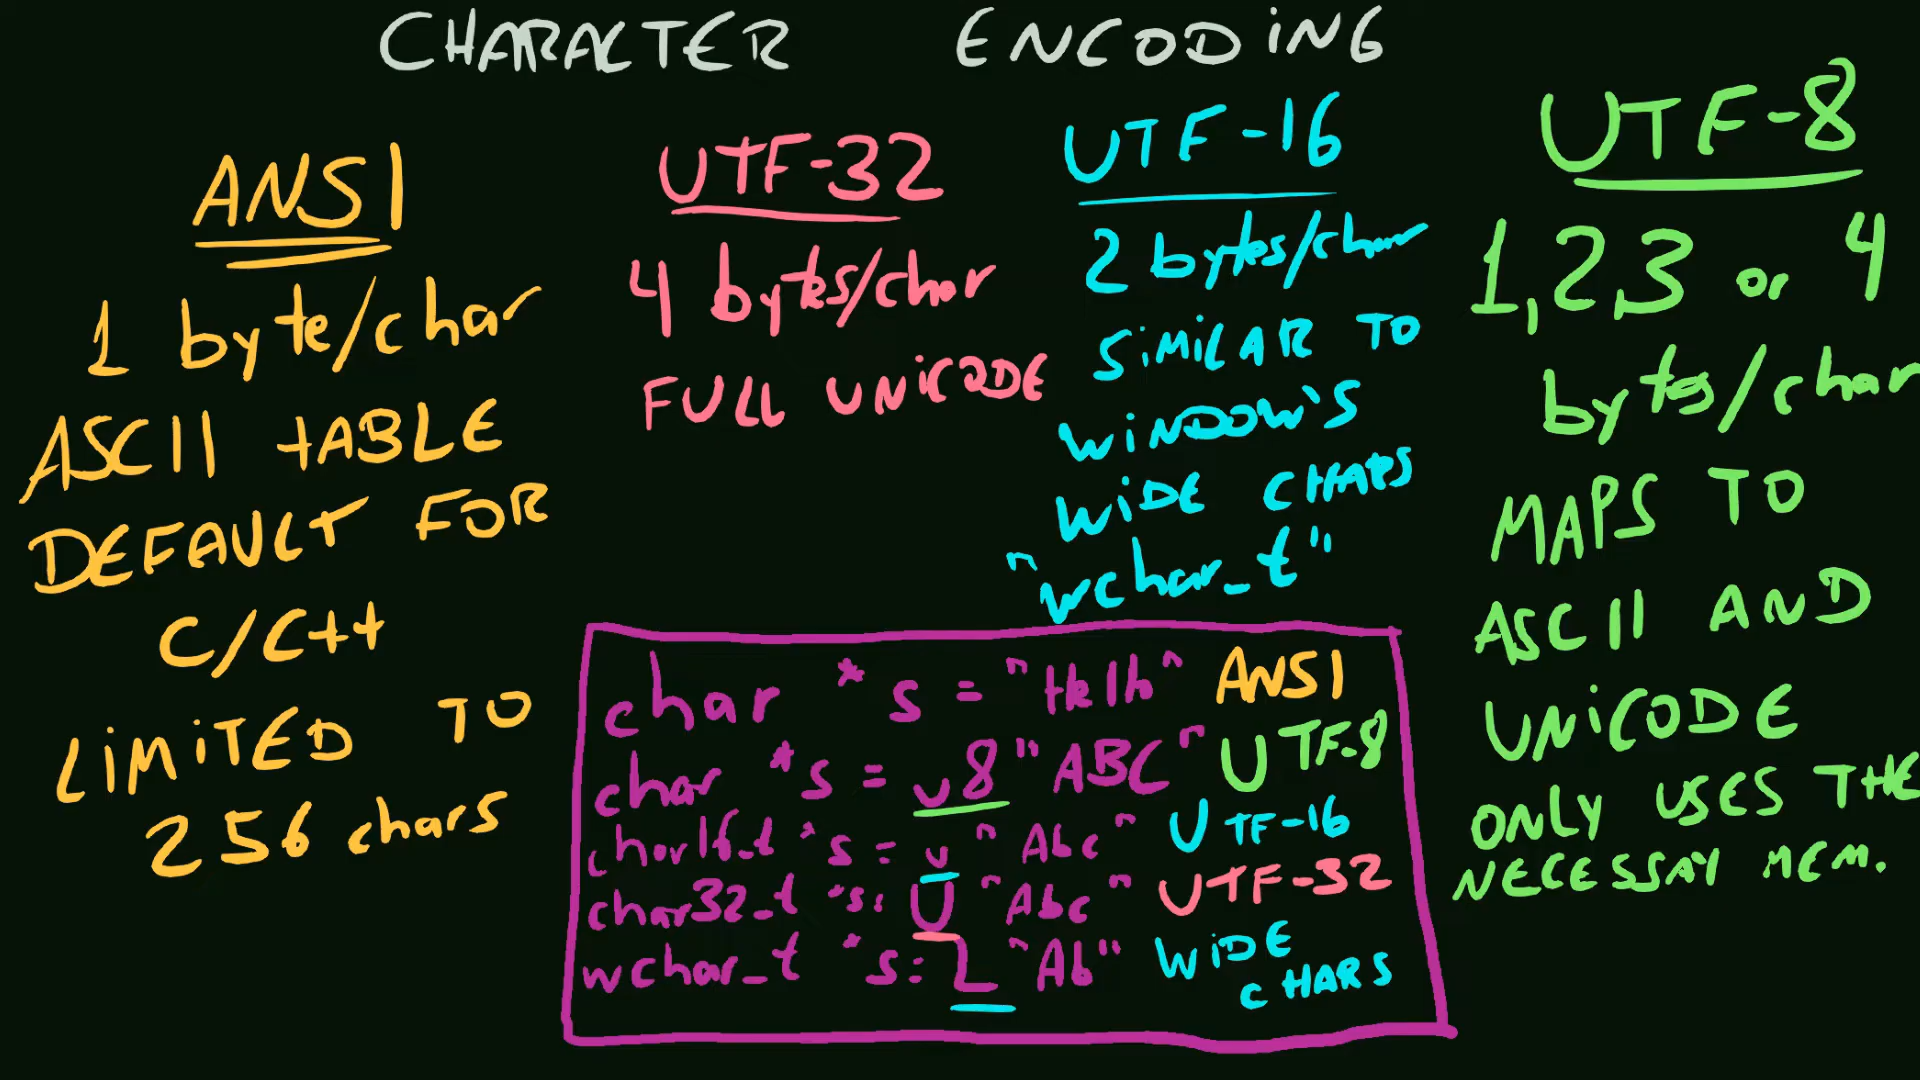 CHARACTER ENCODING
ANSI
1 byte/char
ASCII tABLE
DEFAULT FOR
C/C++
LIMITED TO
256 chars
UTF-32
4 bytes/char
FULL UNICODE
UTF-16
2 bytes/char
SIMILAR TO
WINDOW'S
WIDE CHARS
"wchar_t"
UTF-8
1,2,3 or 4
bytes/char
MAPS TO
ASCII AND
UNICODE
ONLY USES THE
NECESSAY MEM.
char *s = "Hello" ANSI
char *s = u8"ABC" UTF-8
char16_t *s = u"Abc" UTF-16
char32_t *s = U"Abc" UTF-32
wchar_t *s = L"Ab" WIDE
CHARS